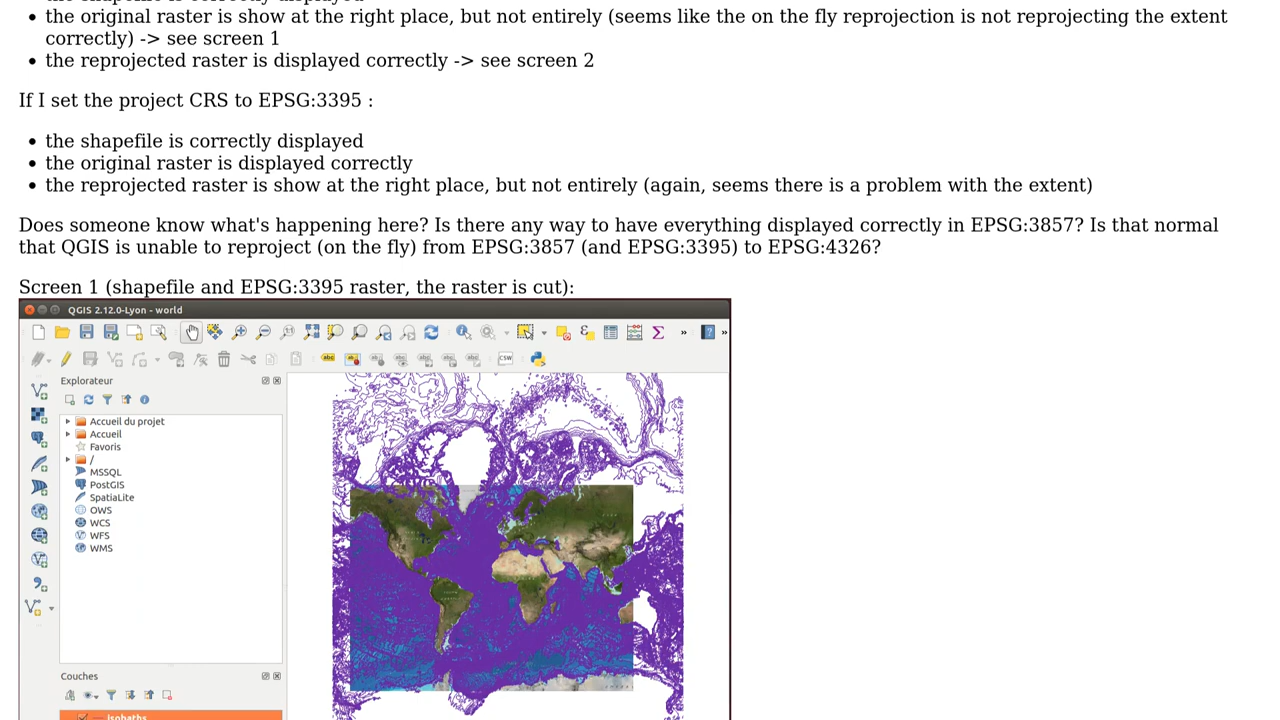 • the original raster is show at the right place, but not entirely (seems like the on the fly reprojection is not reprojecting the extent
correctly) -> see screen 1
• the reprojected raster is displayed correctly -> see screen 2
If I set the project CRS to EPSG:3395 :
• the shapefile is correctly displayed
• the original raster is displayed correctly
• the reprojected raster is show at the right place, but not entirely (again, seems there is a problem with the extent)
Does someone know what's happening here? Is there any way to have everything displayed correctly in EPSG:3857? Is that normal
that QGIS is unable to reproject (on the fly) from EPSG:3857 (and EPSG:3395) to EPSG:4326?
Screen 1 (shapefile and EPSG:3395 raster, the raster is cut):
QGIS 2.12.0-Lyon - world
Explorateur
Accueil du projet
Accueil
Favoris
/
MSSQL
PostGIS
SpatiaLite
OWS
WCS
WFS
WMS
Couches
isobaths